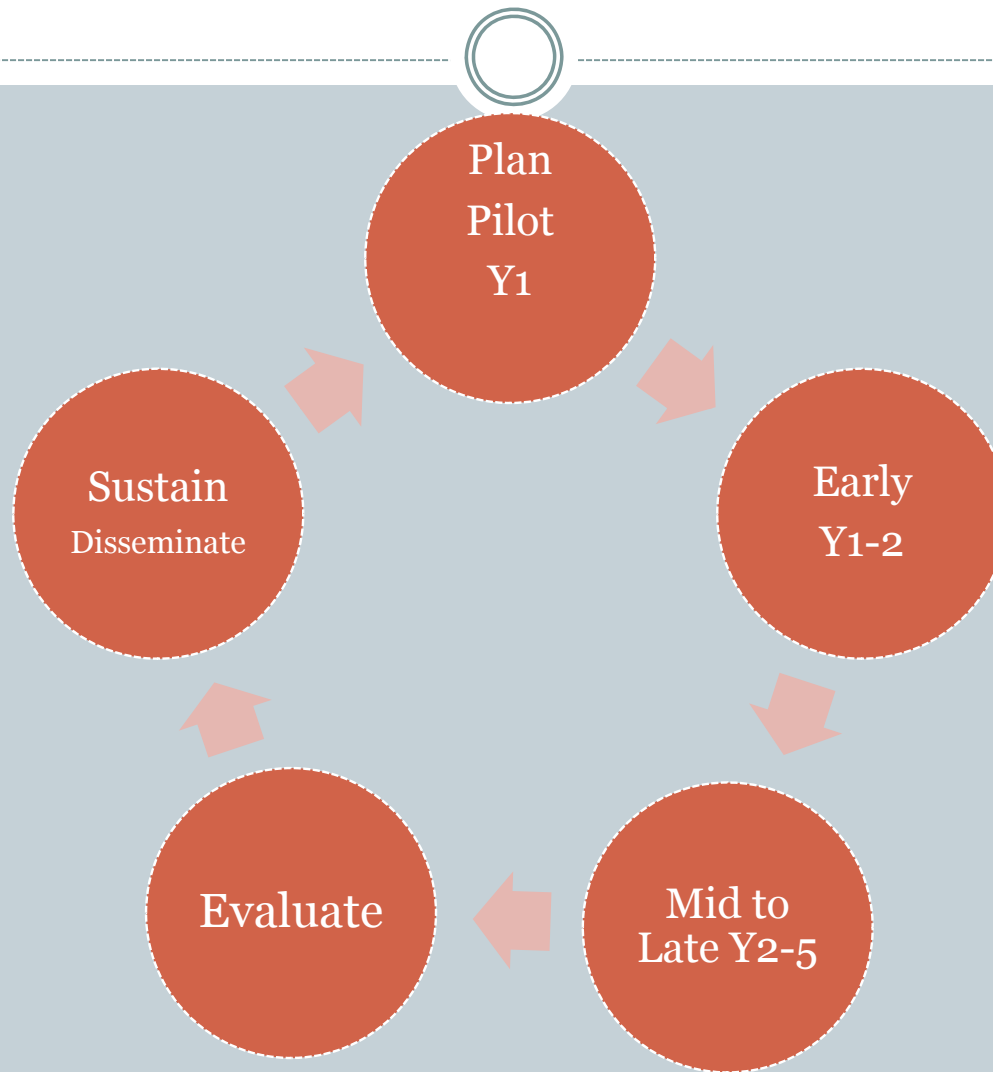 Plan
Pilot
Y1
Early
Y1-2
Mid to
Late Y2-5
Evaluate
Sustain
Disseminate